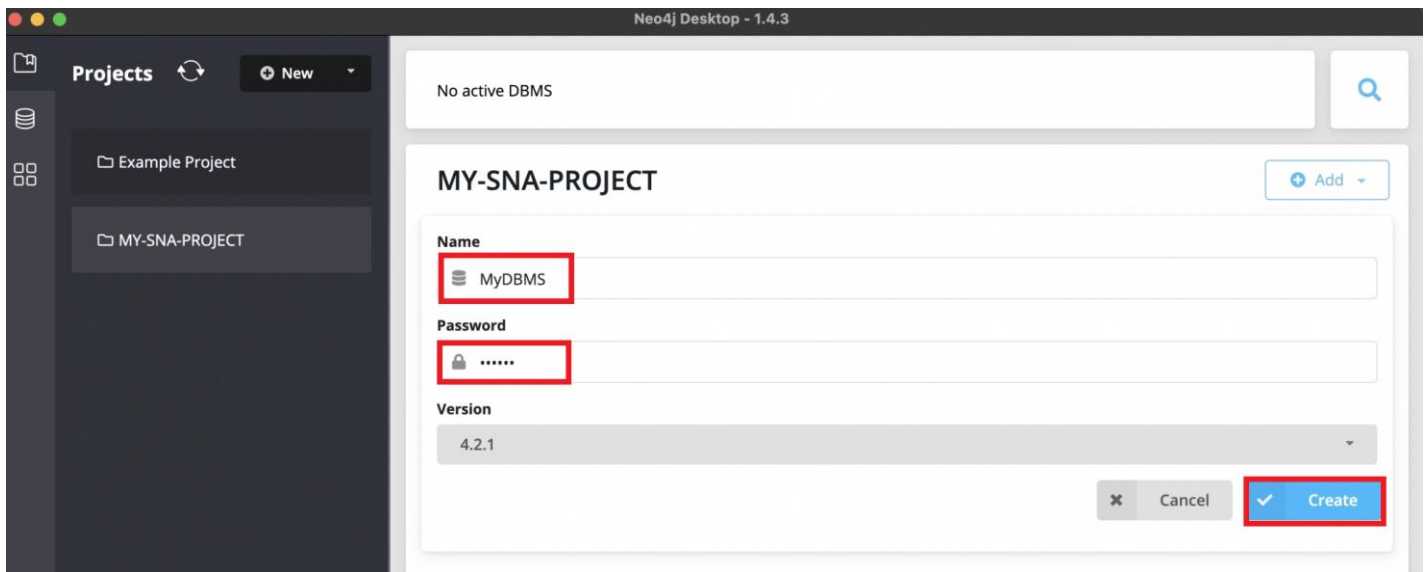 Neo4j Desktop - 1.4.3
Projects
New
No active DBMS
Example Project
MY-SNA-PROJECT
MY-SNA-PROJECT
Add
Name
MyDBMS
Password
••••••
Version
4.2.1
Cancel
Create